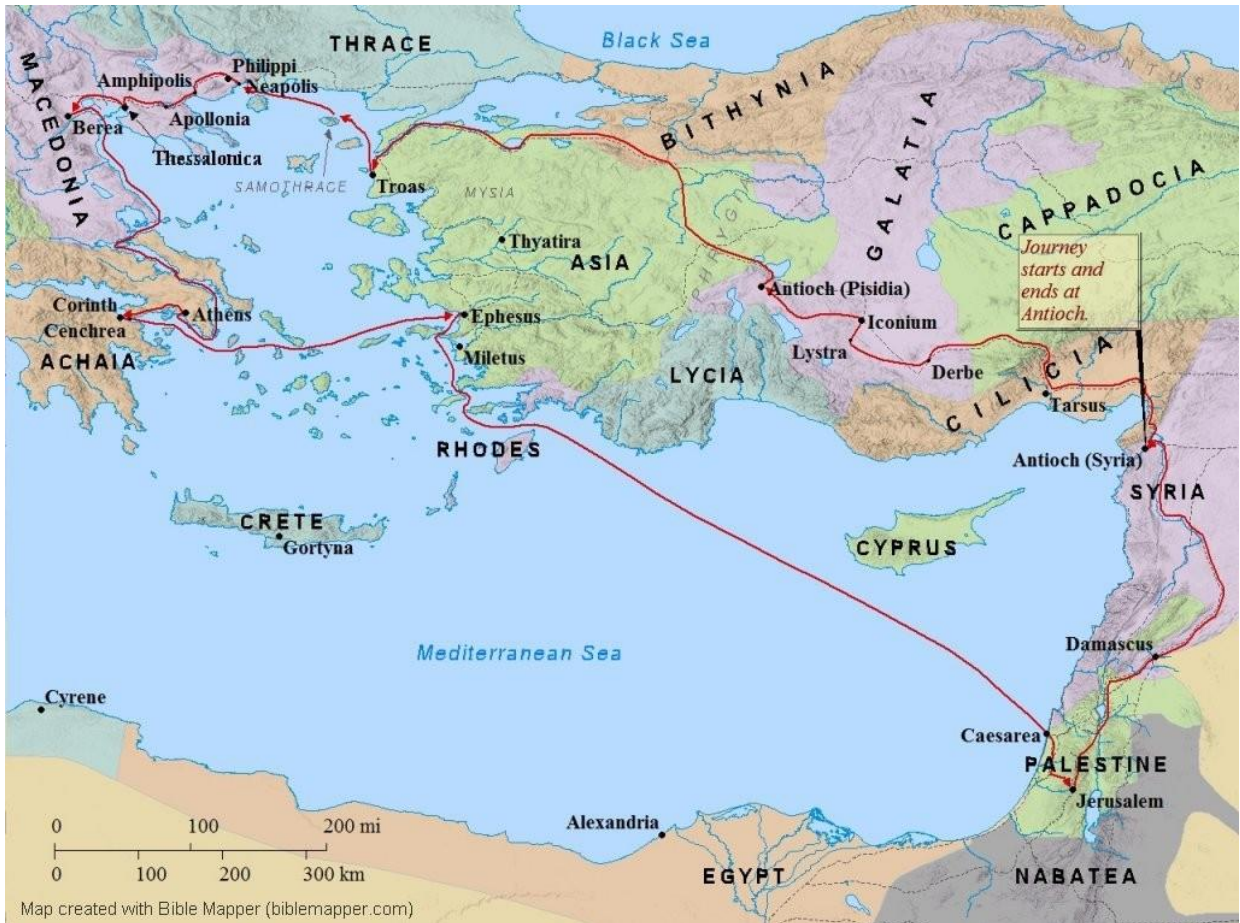 THRACE
Black Sea
MACEDONIA
Philippi
Amphipolis
Neapolis
BITHYNIA
PONTUS
Berea
Apollonia
Thessalonica
SAMOTHRACE
Troas
MYSIA
GALATIA
CAPPADOCIA
Journey
starts and
ends at
Antioch.
Thyatira
ASIA
Antioch (Pisidia)
Corinth
Cenchrea
Athens
ACHAIA
Ephesus
Miletus
Iconium
Lystra
Derbe
LYCIA
CILICIA
Tarsus
RHODES
Antioch (Syria)
SYRIA
CRETE
Gortyna
CYPRUS
Mediterranean Sea
Damascus
Cyrene
Caesarea
PALESTINE
Jerusalem
Alexandria
EGYPT
NABATEA
0 100 200 mi
0 100 200 300 km
Map created with Bible Mapper (biblemapper.com)